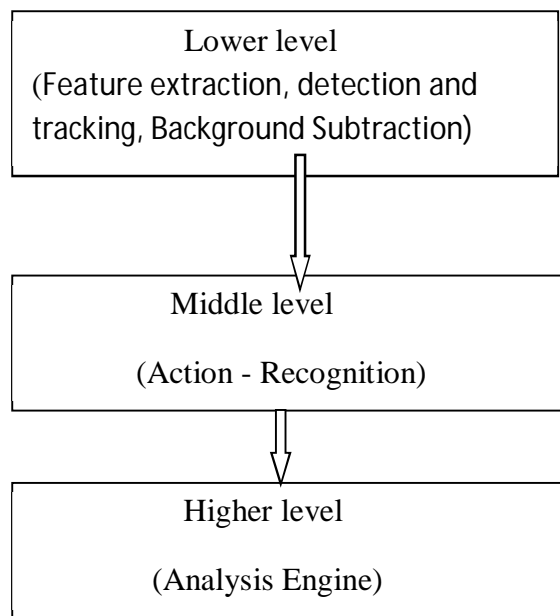 Lower level
(Feature extraction, detection and
tracking, Background Subtraction)
Middle level
(Action - Recognition)
Higher level
(Analysis Engine)